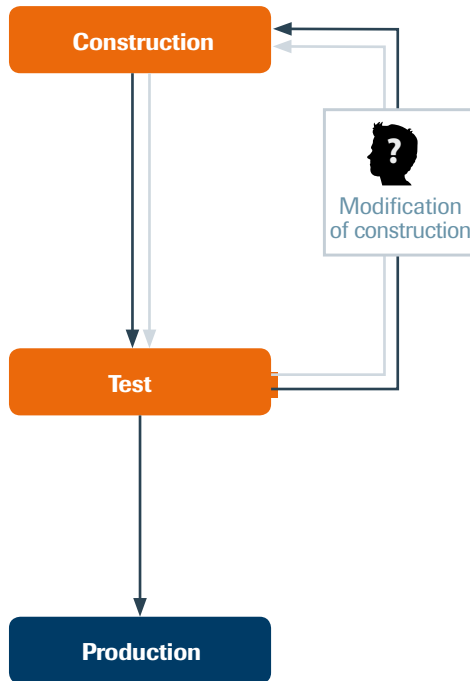 Construction
?
Modification
of construction
Test
Production